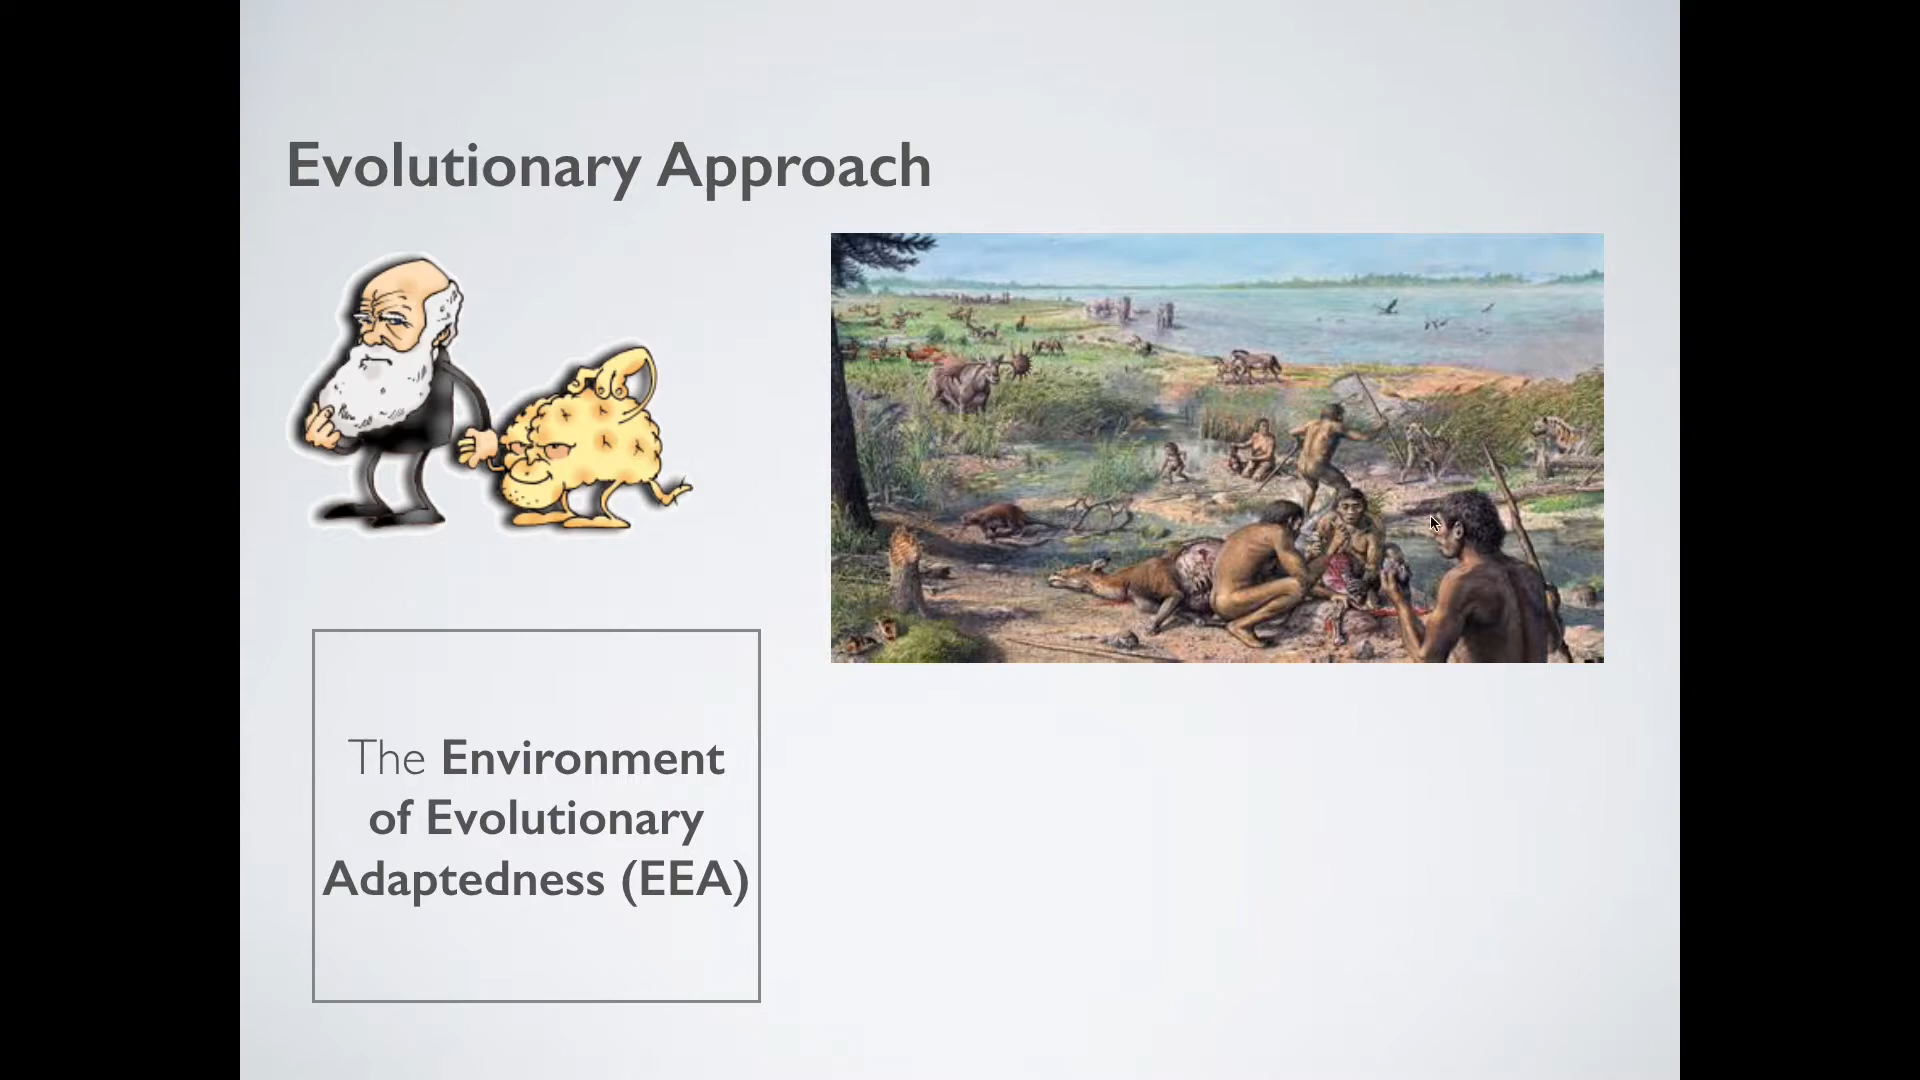 Evolutionary Approach
The Environment
of Evolutionary
Adaptedness (EEA)